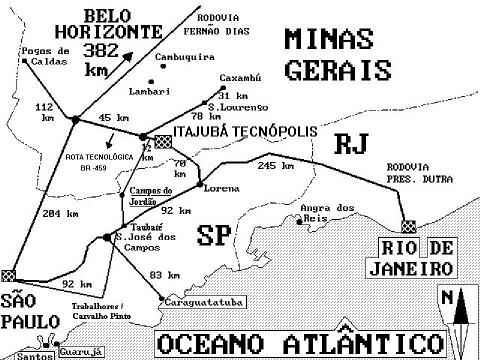 BELO
HORIZONTE
382
km
RODOVIA
FERNÃO DIAS
MINAS
GERAIS
Poços de
Caldas
Cambuquira
Lambari
Caxambú
31 km
S.Lourenço
78 km
112
km
45 km
ITAJUBÁ TECNÓPOLIS
RJ
ROTA TECNOLÓGICA
BR -459
km
70
km
245 km
RODOVIA
PRES. DUTRA
Campos do
Jordão
Lorena
92 km
204 km
Taubaté
S.José dos
Campos
SP
Angra dos
Reis
RIO DE
JANEIRO
83 km
92 km
Trabalhores /
Carvalho Pinto
Caraguatatuba
SÃO
PAULO
Santos
Guarujá
OCEANO ATLÂNTICO
N